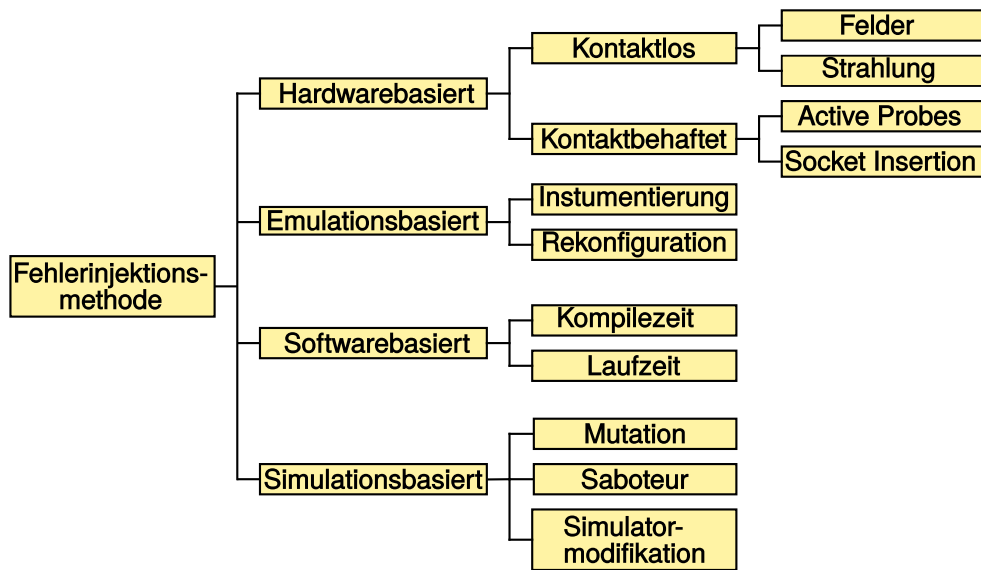 Fehlerinjektions-
methode
Hardwarebasiert
Kontaktlos
Felder
Strahlung
Kontaktbehaftet
Active Probes
Socket Insertion
Emulationsbasiert
Instumentierung
Rekonfiguration
Softwarebasiert
Kompilezeit
Laufzeit
Simulationsbasiert
Mutation
Saboteur
Simulator-
modifikation